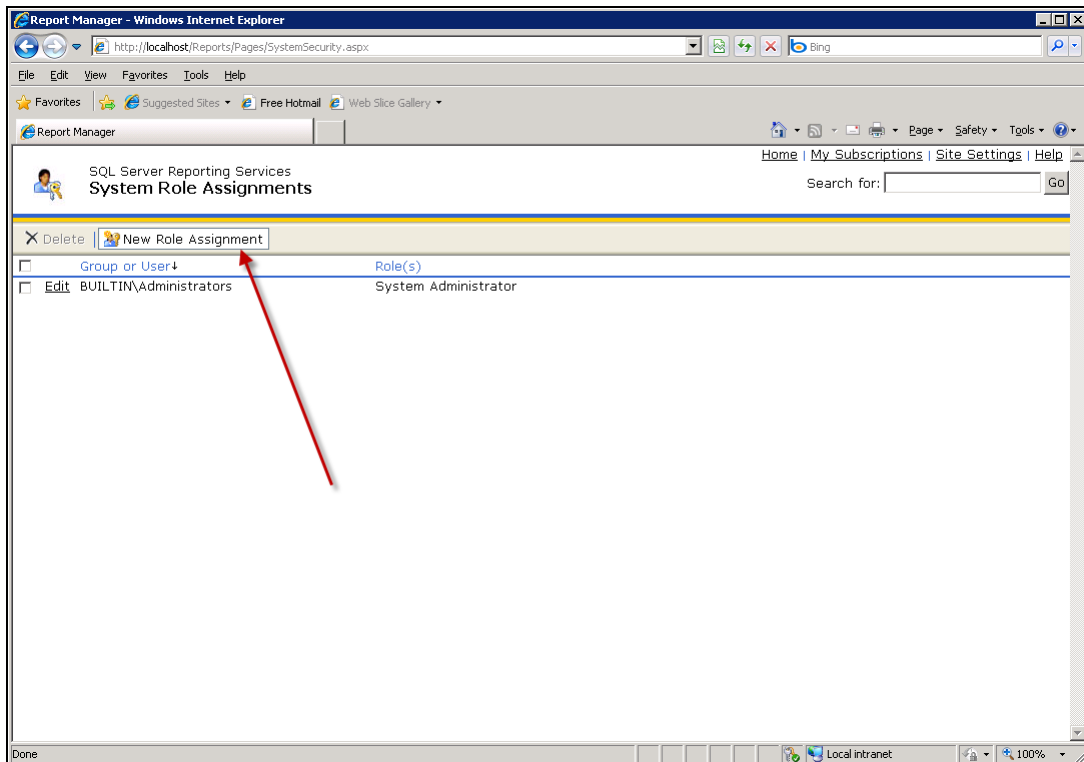 Report Manager - Windows Internet Explorer
http://localhost/Reports/Pages/SystemSecurity.aspx
Bing
File Edit View Favorites Tools Help
Favorites Suggested Sites Free Hotmail Web Slice Gallery
Report Manager
Page Safety Tools
Home | My Subscriptions | Site Settings | Help
SQL Server Reporting Services
System Role Assignments
Search for: Go
Delete | New Role Assignment
Group or User Role(s)
Edit BUILTIN\Administrators System Administrator
Done Local intranet 100%